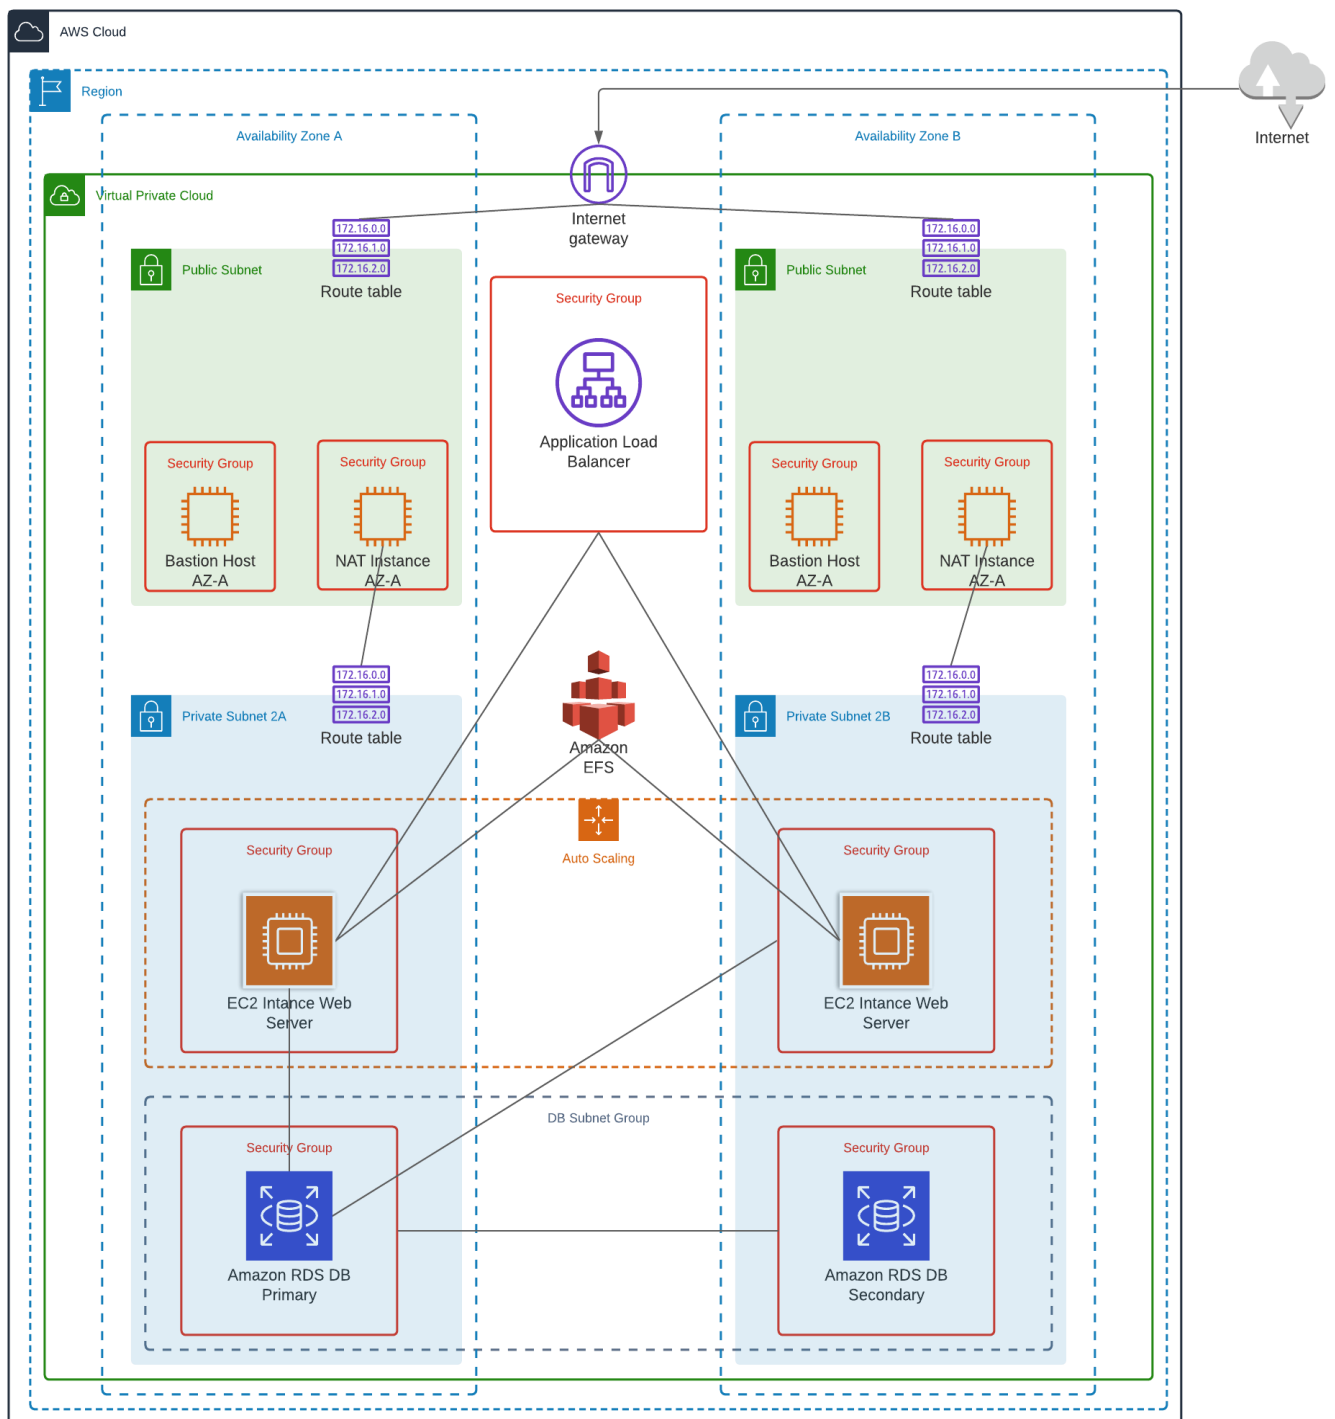 AWS Cloud
Region
Internet
Availability Zone A
Availability Zone B
Virtual Private Cloud
Internet
gateway
172.16.0.0
172.16.1.0
172.16.2.0
Route table
172.16.0.0
172.16.1.0
172.16.2.0
Route table
Public Subnet
Public Subnet
Security Group
Application Load
Balancer
Security Group
Bastion Host
AZ-A
Security Group
NAT Instance
AZ-A
Security Group
Bastion Host
AZ-A
Security Group
NAT Instance
AZ-A
172.16.0.0
172.16.1.0
172.16.2.0
Route table
172.16.0.0
172.16.1.0
172.16.2.0
Route table
Private Subnet 2A
Private Subnet 2B
Amazon
EFS
Auto Scaling
Security Group
EC2 Intance Web
Server
Security Group
EC2 Intance Web
Server
DB Subnet Group
Security Group
Amazon RDS DB
Primary
Security Group
Amazon RDS DB
Secondary